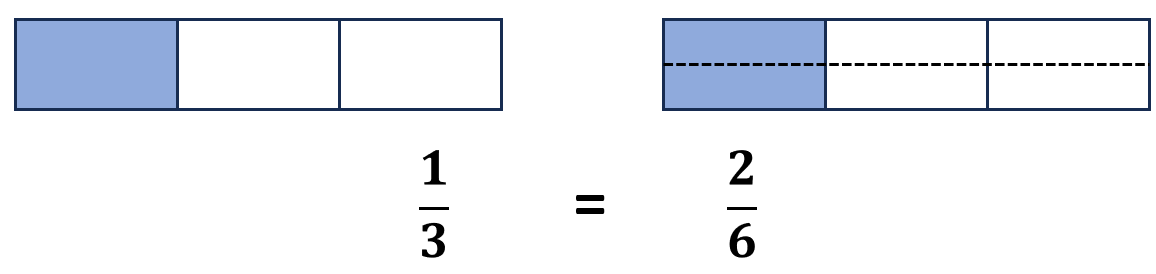 1/3 = 2/6